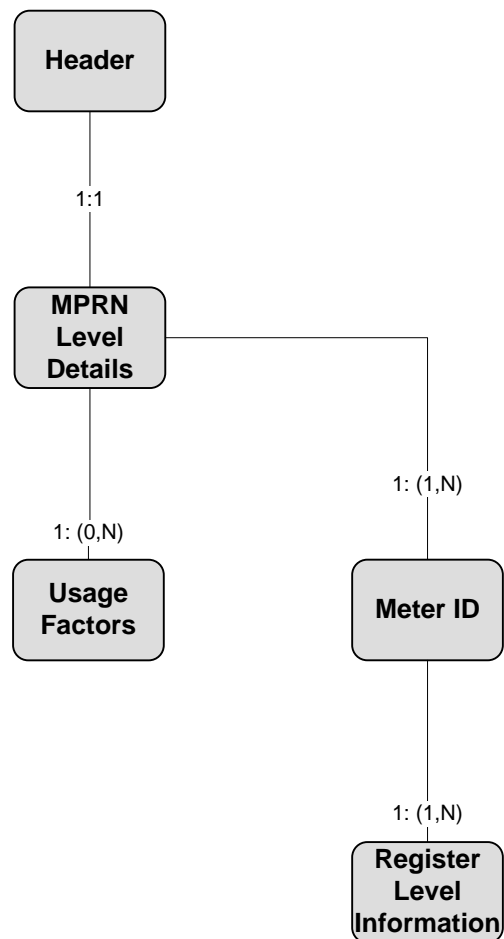 Header
1:1
MPRN
Level
Details
1: (0,N)
1: (1,N)
Usage
Factors
Meter ID
1: (1,N)
Register
Level
Information